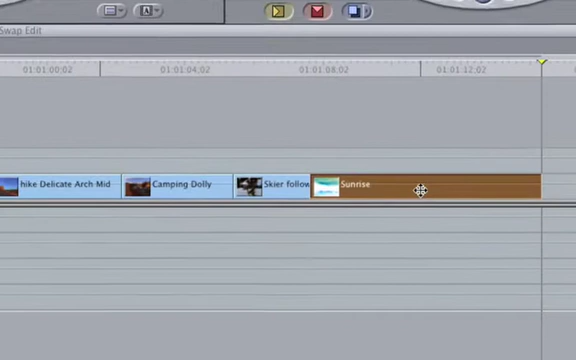 Swap Edit
01:01:00;02 01:01:04;02 01:01:08;02 01:01:12;02
hike Delicate Arch Mid Camping Dolly Skier follow Sunrise